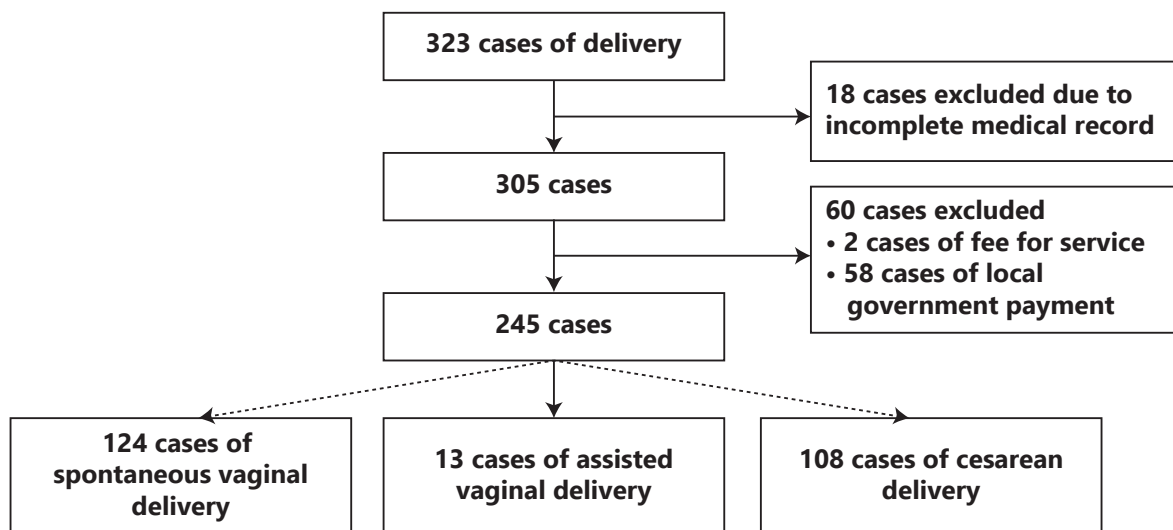 323 cases of delivery
18 cases excluded due to
incomplete medical record
305 cases
60 cases excluded
• 2 cases of fee for service
• 58 cases of local
government payment
245 cases
124 cases of
spontaneous vaginal
delivery
13 cases of assisted
vaginal delivery
108 cases of cesarean
delivery